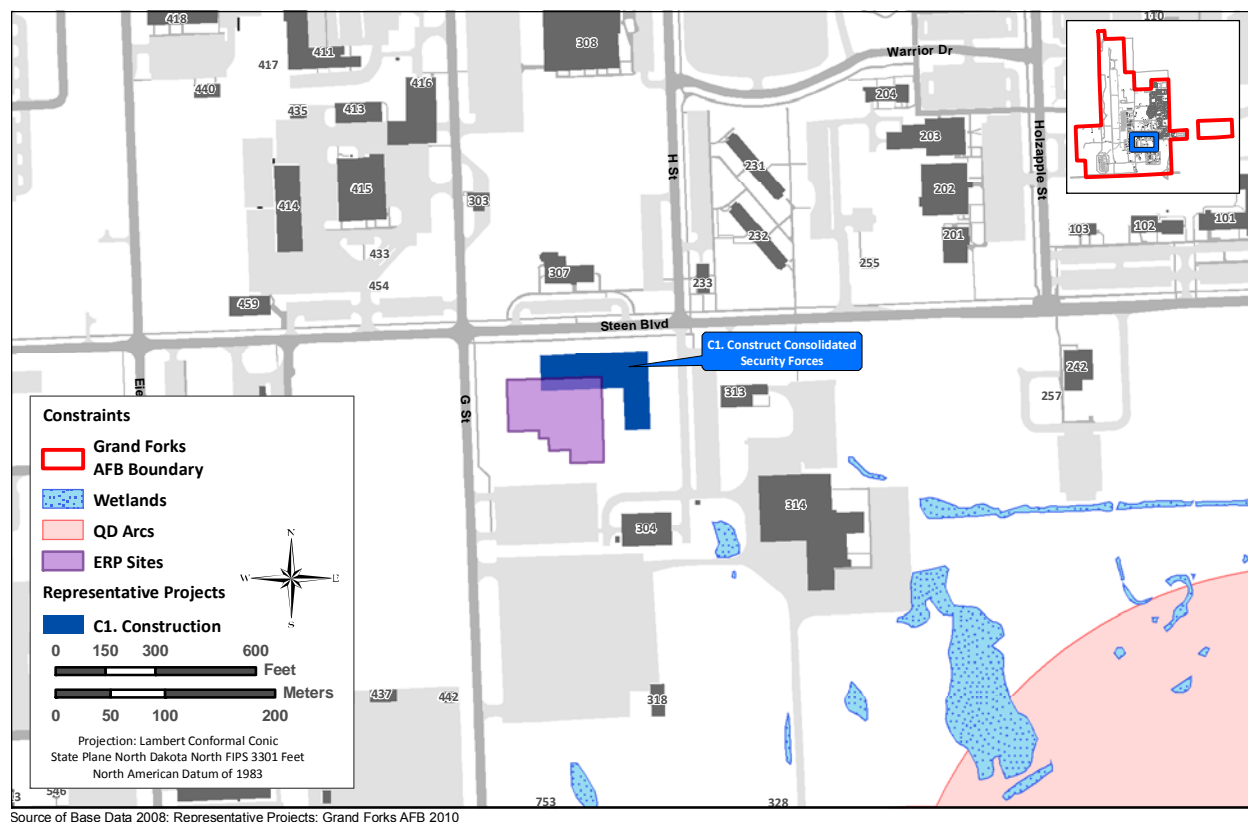 418
411
417
440
435
413
416
308
Warrior Dr
110
204
203
Holzapple St
H St
231
415
414
303
202
232
201
103
102
101
433
307
255
454
233
459
Steen Blvd
C1. Construct Consolidated
Security Forces
G St
313
242
257
314
304
437
442
318
546
753
328
Constraints
Grand Forks
AFB Boundary
Wetlands
QD Arcs
ERP Sites
N
W
E
S
Representative Projects
C1. Construction
0 150 300 600
Feet
Meters
0 50 100 200
Projection: Lambert Conformal Conic
State Plane North Dakota North FIPS 3301 Feet
North American Datum of 1983
Source of Base Data 2008; Representative Projects: Grand Forks AFB 2010